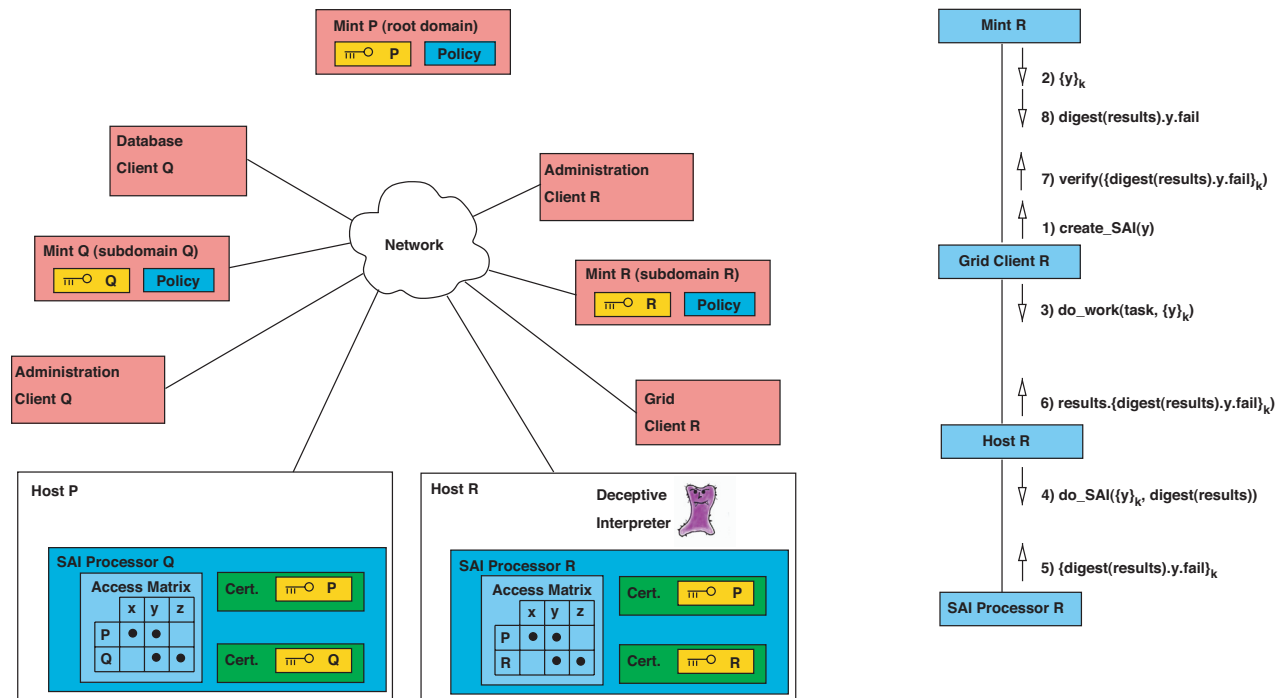 Mint P (root domain)
P
Policy
Database
Client Q
Administration
Client R
Network
Mint Q (subdomain Q)
Q
Policy
Mint R (subdomain R)
R
Policy
Administration
Client Q
Grid
Client R
Host P
SAI Processor Q
Access Matrix
x y z
P
Q
Cert. P
Cert. Q
Host R
Deceptive
Interpreter
SAI Processor R
Access Matrix
x y z
P
R
Cert. P
Cert. R
Mint R
2) {y}k
8) digest(results).y.fail
7) verify({digest(results).y.fail}k)
1) create_SAI(y)
Grid Client R
3) do_work(task, {y}k)
6) results.{digest(results).y.fail}k)
Host R
4) do_SAI({y}k, digest(results))
5) {digest(results).y.fail}k
SAI Processor R